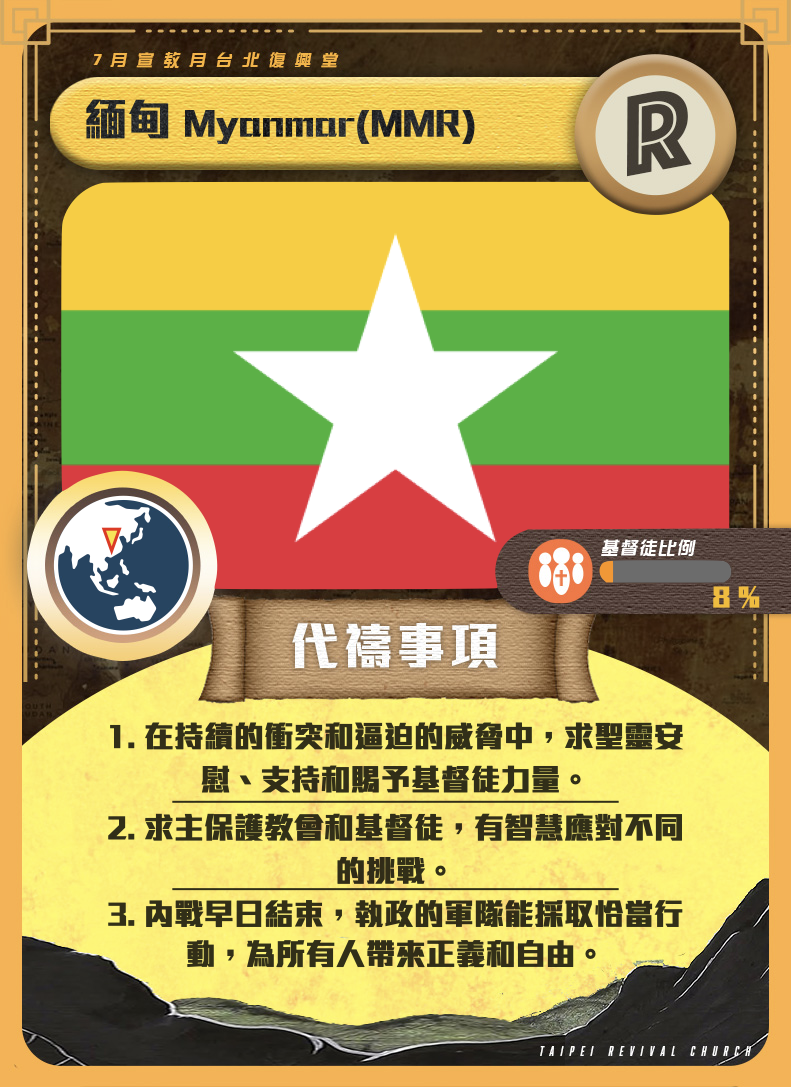 7月宣教月台北復興堂
緬甸 Myanmar(MMR)
R
基督徒比例
8 %
代禱事項
1. 在持續的衝突和逼迫的威脅中，求聖靈安
慰、支持和賜予基督徒力量。
2. 求主保護教會和基督徒，有智慧應對不同
的挑戰。
3. 內戰早日結束，執政的軍隊能採取恰當行
動，為所有人帶來正義和自由。
TAIPEI REVIVAL CHURCH